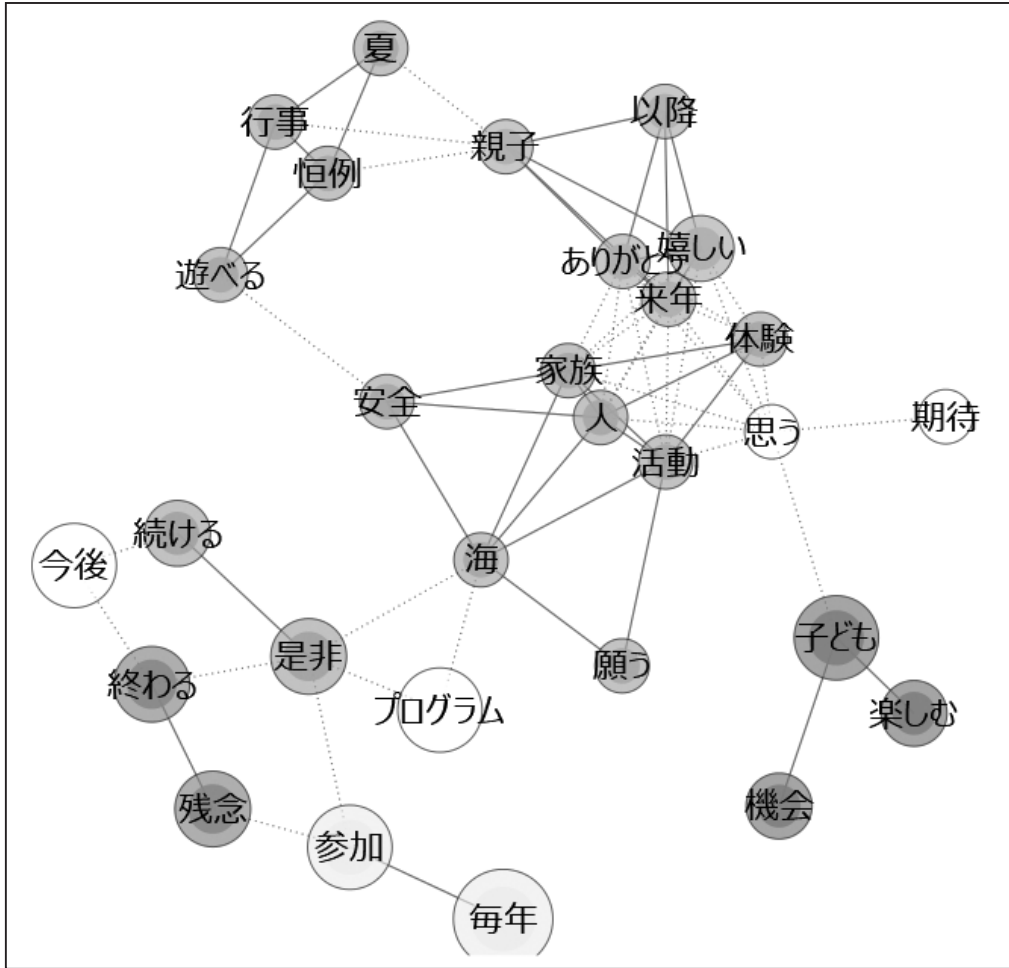 夏
行事
以降
親子
恒例
ありがとう
嬉しい
遊べる
来年
体験
家族
安全
人
思う
期待
活動
続ける
今後
海
子ども
是非
願う
終わる
プログラム
楽しむ
残念
機会
参加
毎年